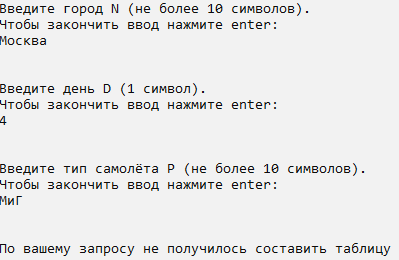 Введите город N (не более 10 символов).
Чтобы закончить ввод нажмите enter:
Москва
Введите день D (1 символ).
Чтобы закончить ввод нажмите enter:
4
Введите тип самолёта P (не более 10 символов).
Чтобы закончить ввод нажмите enter:
МиГ
По вашему запросу не получилось составить таблицу